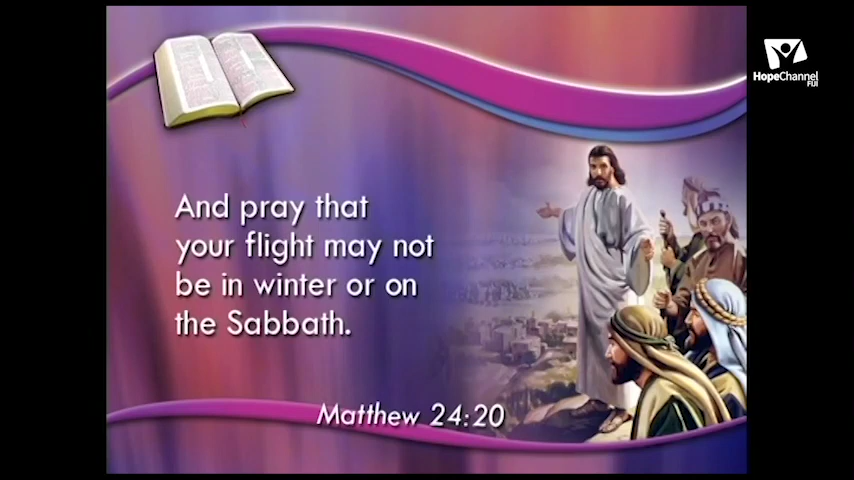 HopeChannel
FIJI
And pray that
your flight may not
be in winter or on
the Sabbath.
Matthew 24:20